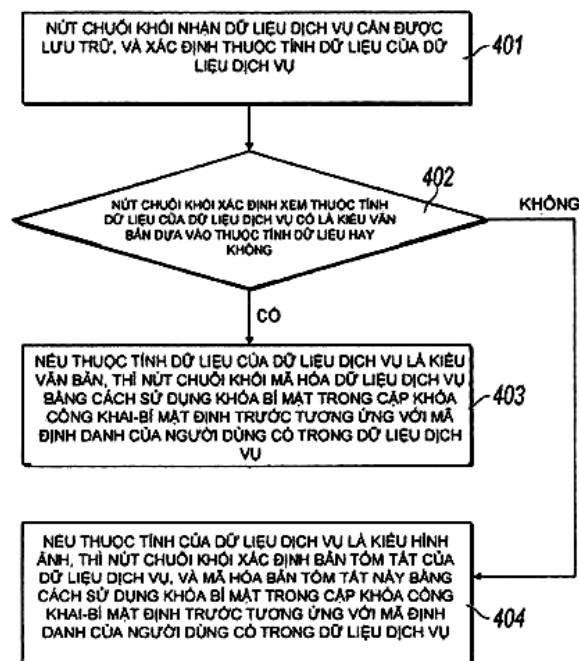 NÚT CHUỖI KHỐI NHẬN DỮ LIỆU DỊCH VỤ CẦN ĐƯỢC
LƯU TRỮ, VÀ XÁC ĐỊNH THUỘC TÍNH DỮ LIỆU CỦA DỮ
LIỆU DỊCH VỤ
401
402
NÚT CHUỖI KHỐI XÁC ĐỊNH XEM THUỘC TÍNH
DỮ LIỆU CỦA DỮ LIỆU DỊCH VỤ CÓ LÀ KIỂU VĂN
BẢN DỰA VÀO THUỘC TÍNH DỮ LIỆU HAY
KHÔNG
KHÔNG
CÓ
NẾU THUỘC TÍNH DỮ LIỆU CỦA DỮ LIỆU DỊCH VỤ LÀ KIỂU
VĂN BẢN, THÌ NÚT CHUỖI KHỐI MÃ HÓA DỮ LIỆU DỊCH VỤ
BẰNG CÁCH SỬ DỤNG KHÓA BÍ MẬT TRONG CẶP KHÓA
CÔNG KHAI-BÍ MẬT ĐỊNH TRƯỚC TƯƠNG ỨNG VỚI MÃ
ĐỊNH DANH CỦA NGƯỜI DÙNG CÓ TRONG DỮ LIỆU DỊCH
VỤ
403
NẾU THUỘC TÍNH CỦA DỮ LIỆU DỊCH VỤ LÀ KIỂU HÌNH
ẢNH, THÌ NÚT CHUỖI KHỐI XÁC ĐỊNH BẢN TÓM TẮT CỦA
DỮ LIỆU DỊCH VỤ, VÀ MÃ HÓA BẢN TÓM TẮT NÀY BẰNG
CÁCH SỬ DỤNG KHÓA BÍ MẬT TRONG CẶP KHÓA CÔNG
KHAI-BÍ MẬT ĐỊNH TRƯỚC TƯƠNG ỨNG VỚI MÃ ĐỊNH
DANH CỦA NGƯỜI DÙNG CÓ TRONG DỮ LIỆU DỊCH VỤ
404